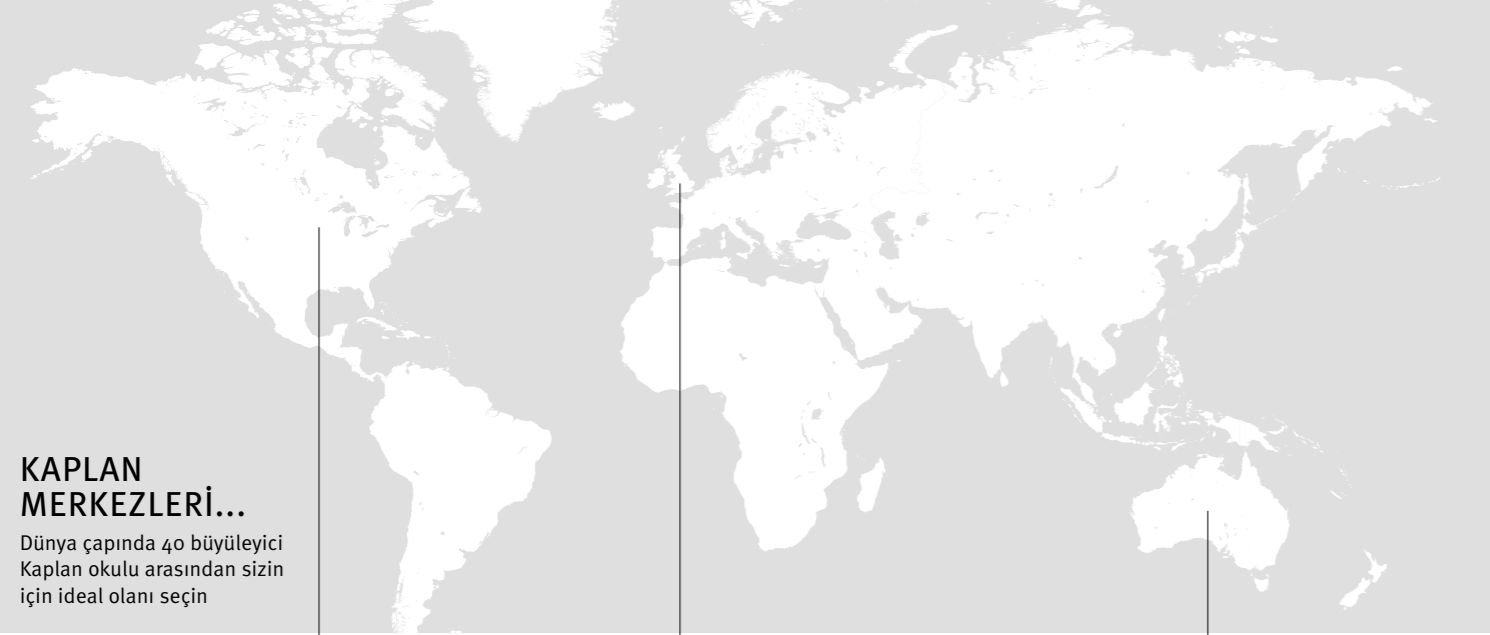 KAPLAN
MERKEZLERİ...
Dünya çapında 40 büyüleyici
Kaplan okulu arasından sizin
için ideal olanı seçin